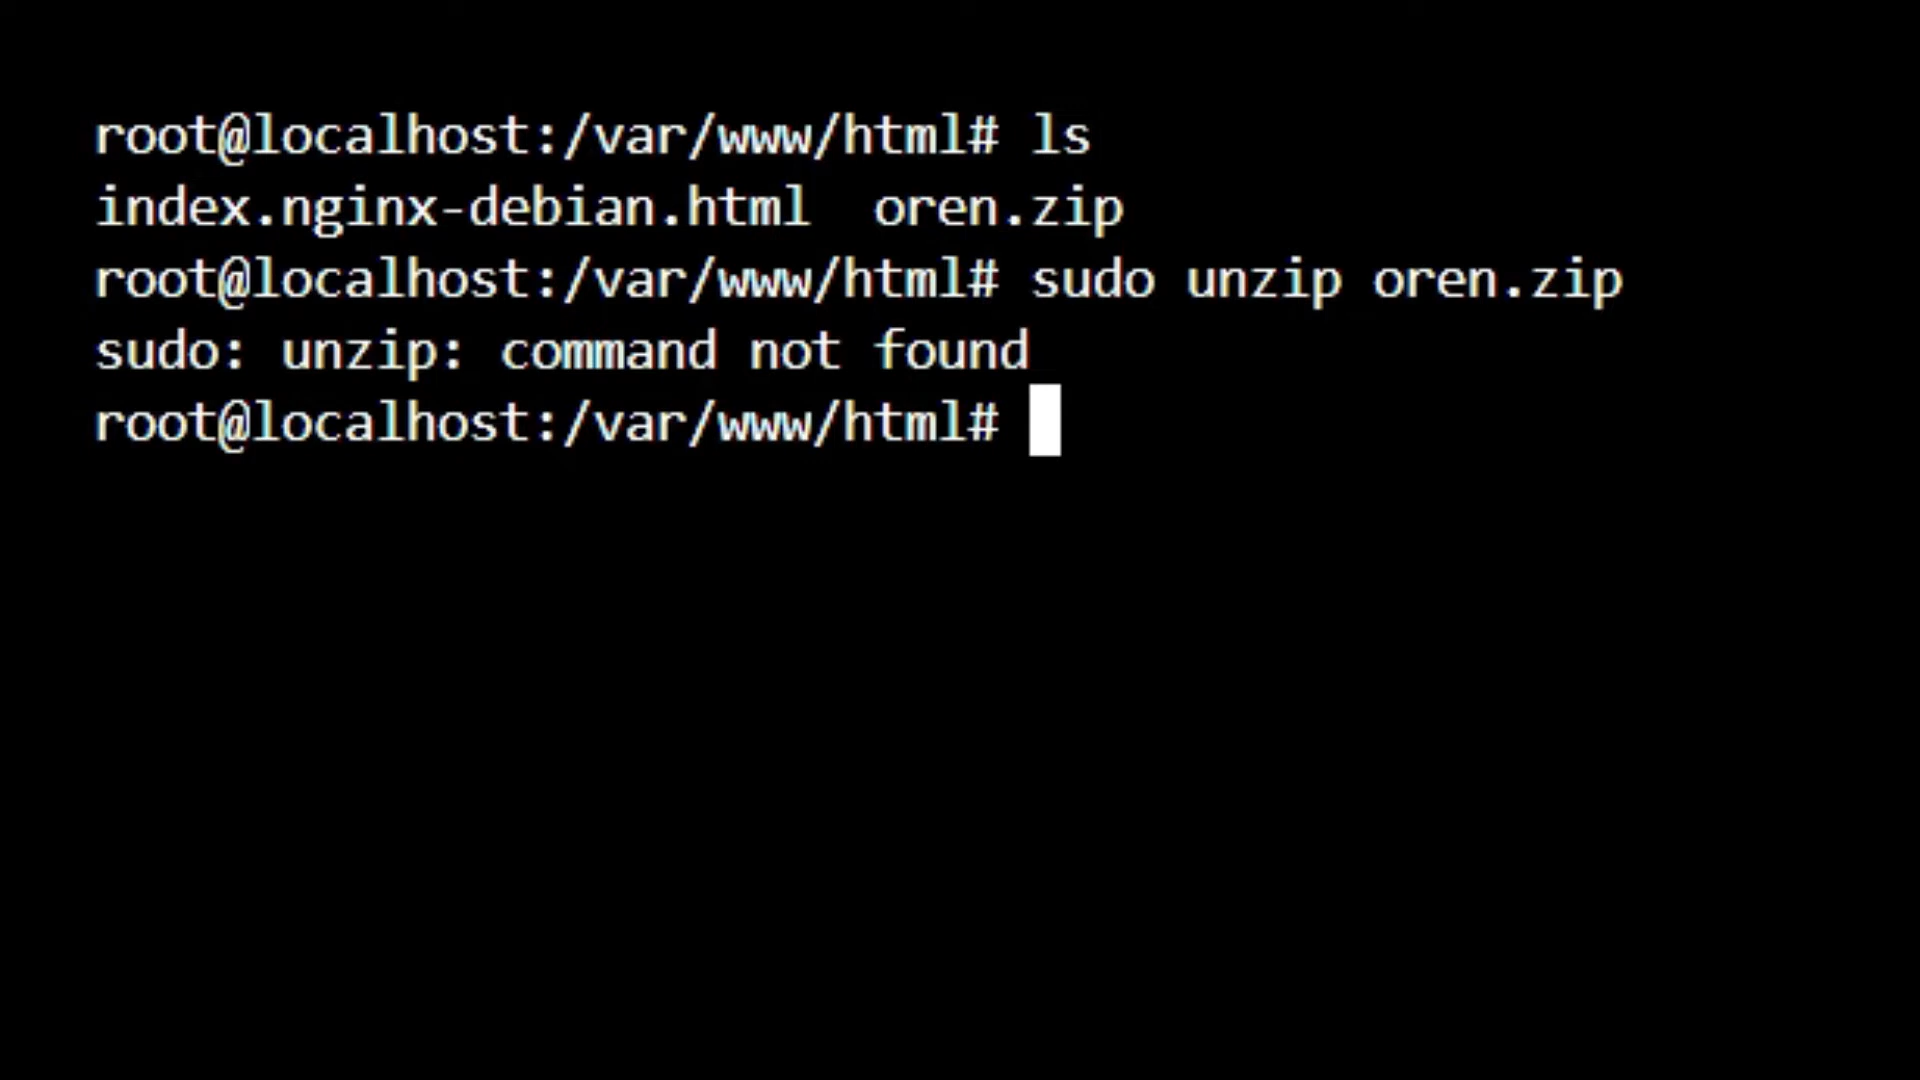 root@localhost:/var/www/html# ls
index.nginx-debian.html  oren.zip
root@localhost:/var/www/html# sudo unzip oren.zip
sudo: unzip: command not found
root@localhost:/var/www/html#